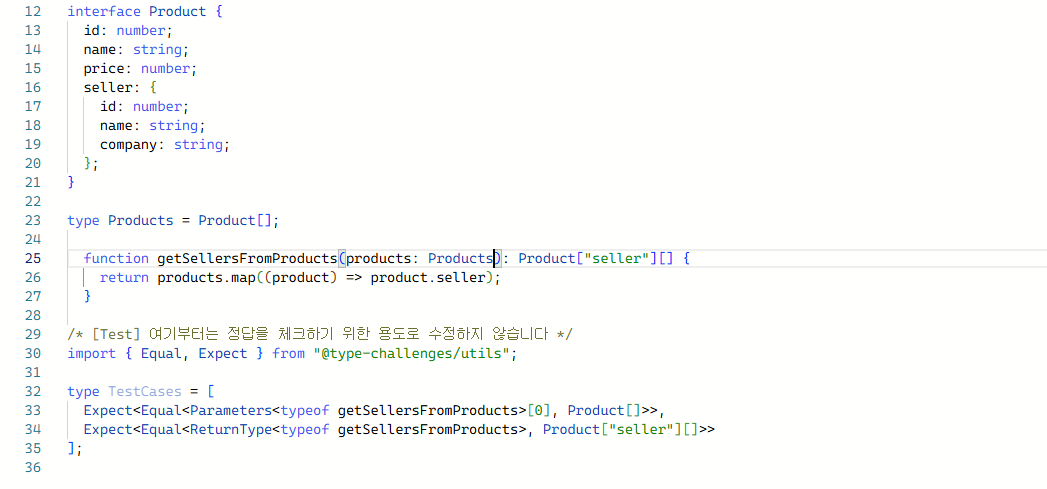 12 interface Product {
13 id: number;
14 name: string;
15 price: number;
16 seller: {
17 id: number;
18 name: string;
19 company: string;
20 };
21 }
22
23 type Products = Product[];
24
25 function getSellersFromProducts(products: Products): Product["seller"][] {
26 return products.map((product) => product.seller);
27 }
28
29 /* [Test] 여기부터는 정답을 체크하기 위한 용도로 수정하지 않습니다 */
30 import { Equal, Expect } from "@type-challenges/utils";
31
32 type TestCases = [
33 Expect<Equal<Parameters<typeof getSellersFromProducts>[0], Product[]>>,
34 Expect<Equal<ReturnType<typeof getSellersFromProducts>, Product["seller"][]>>
35 ];
36